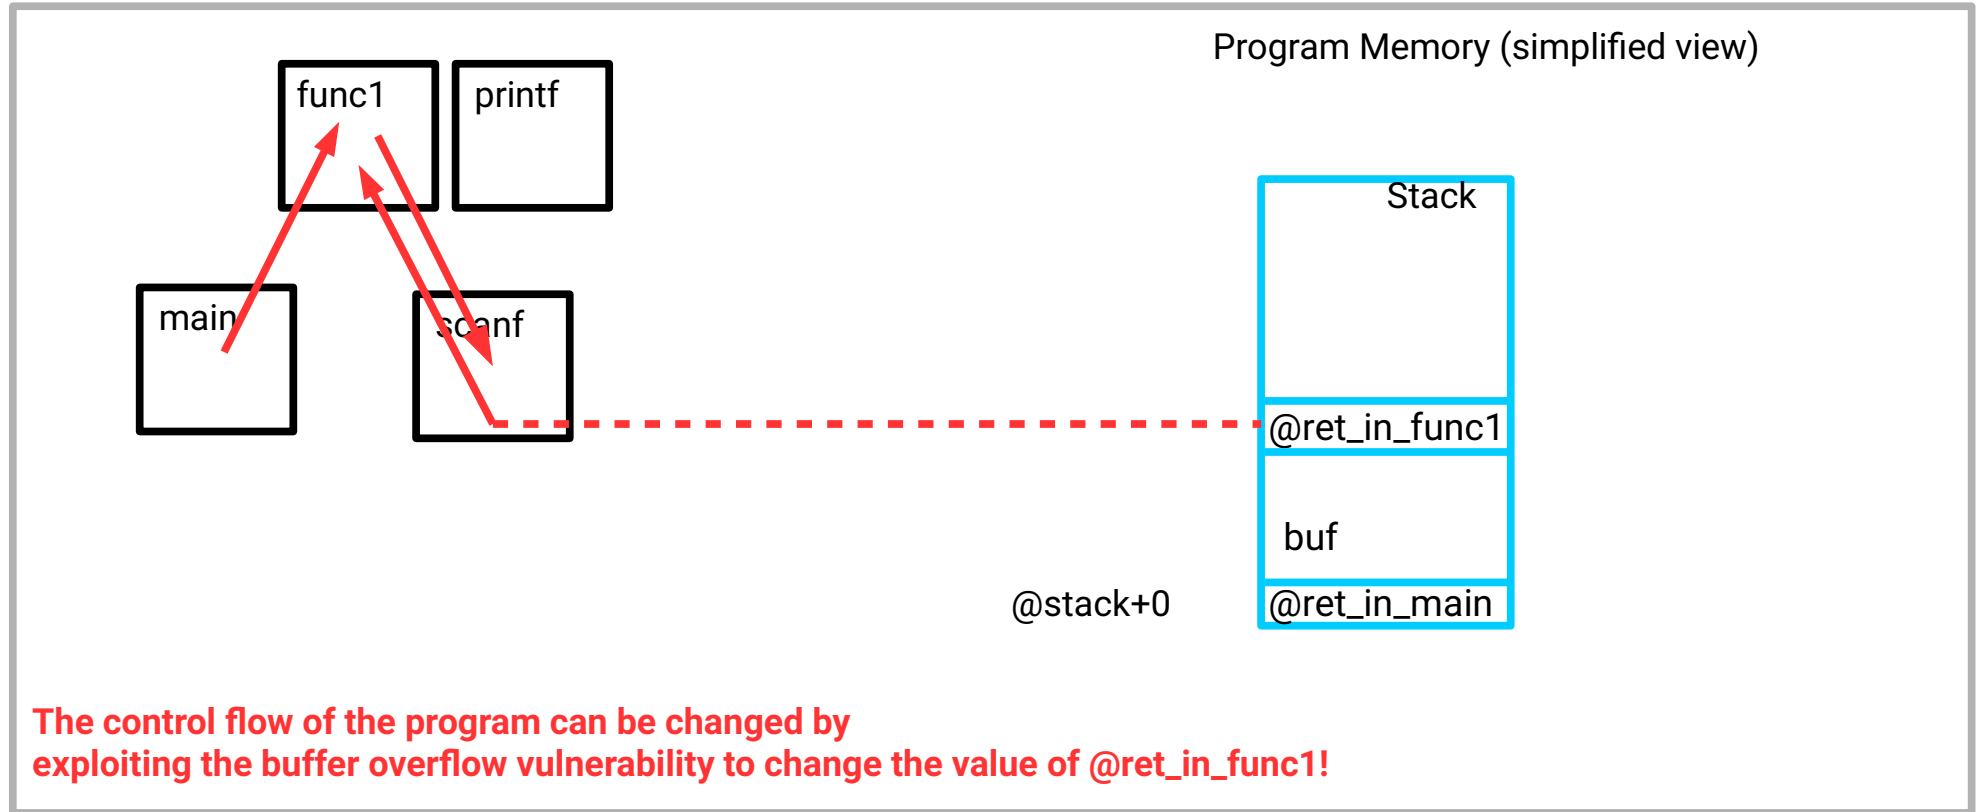 Program Memory (simplified view)
func1
printf
Stack
main
scanf
@ret_in_func1
buf
@stack+0
@ret_in_main
The control flow of the program can be changed by
exploiting the buffer overflow vulnerability to change the value of @ret_in_func1!